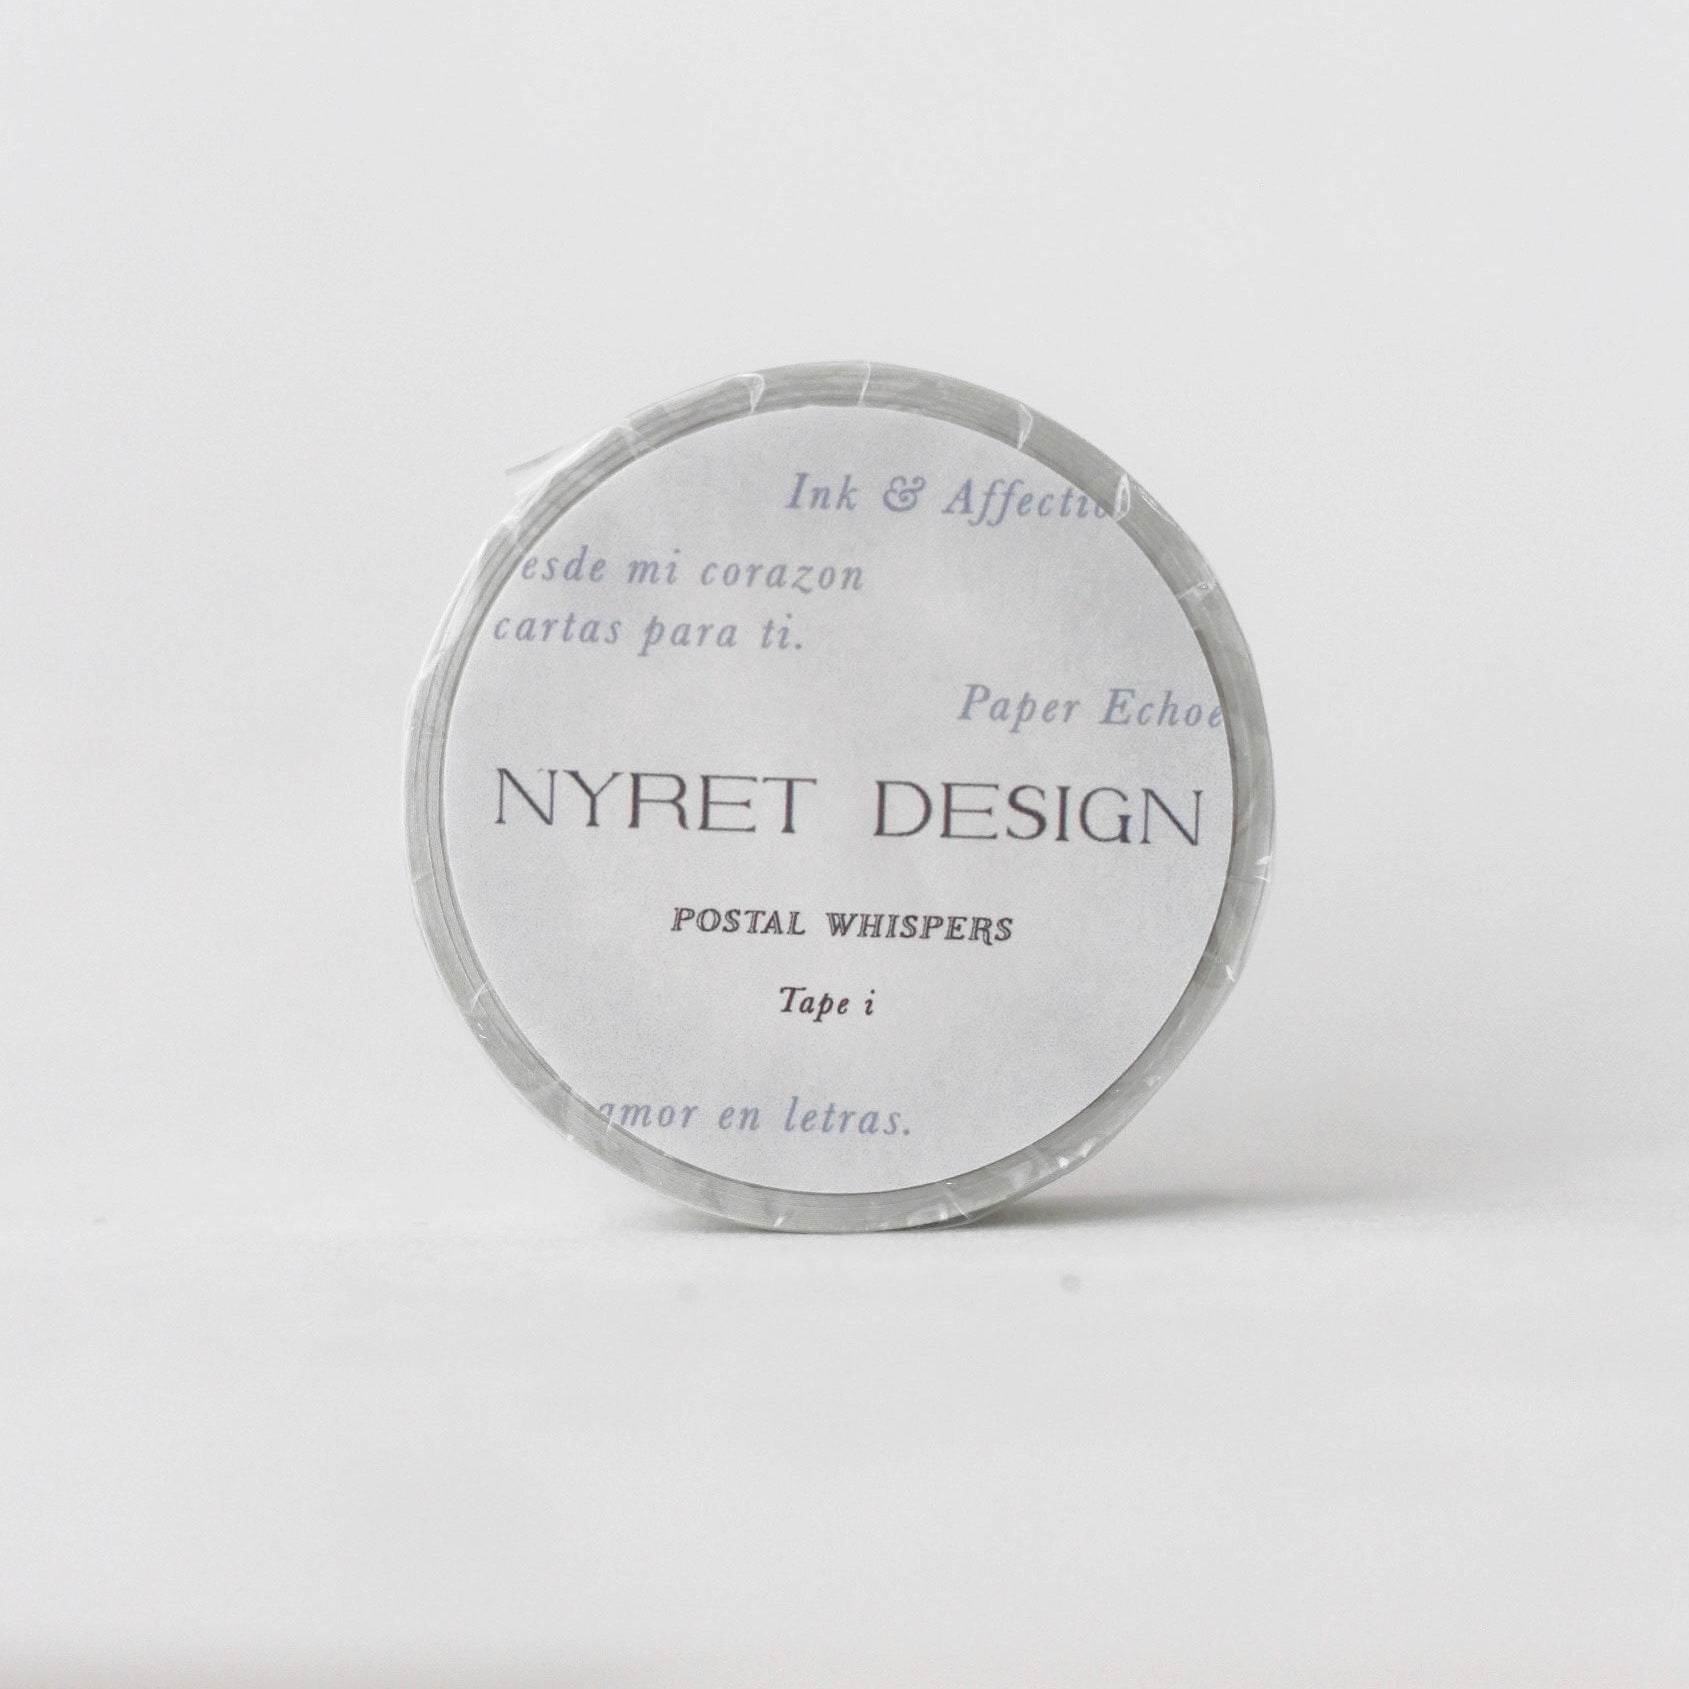 Ink & Affectio
esde mi corazon
cartas para ti.
Paper Echoe
NYRET DESIGN
POSTAL WHISPERS
Tape i
amor en letras.